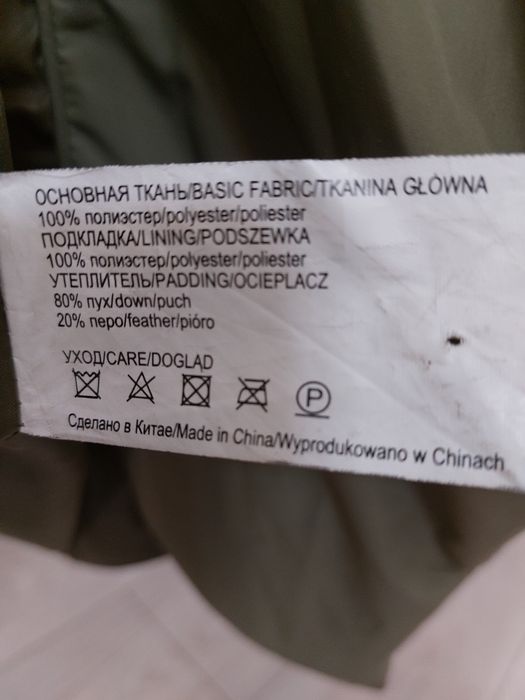 ОСНОВНАЯ ТКАНЬ/BASIC FABRIC/TKANINA GŁÓWNA
100% полиэстер/polyester/poliester
ПОДКЛАДКА/LINING/PODSZEWKA
100% полиэстер/polyester/poliester
УТЕПЛИТЕЛЬ/PADDING/OCIEPLACZ
80% пух/down/puch
20% перо/feather/pióro
УХОД/CARE/DOGLĄD
P
Сделано в Китае/Made in China/Wyprodukowano w Chinach